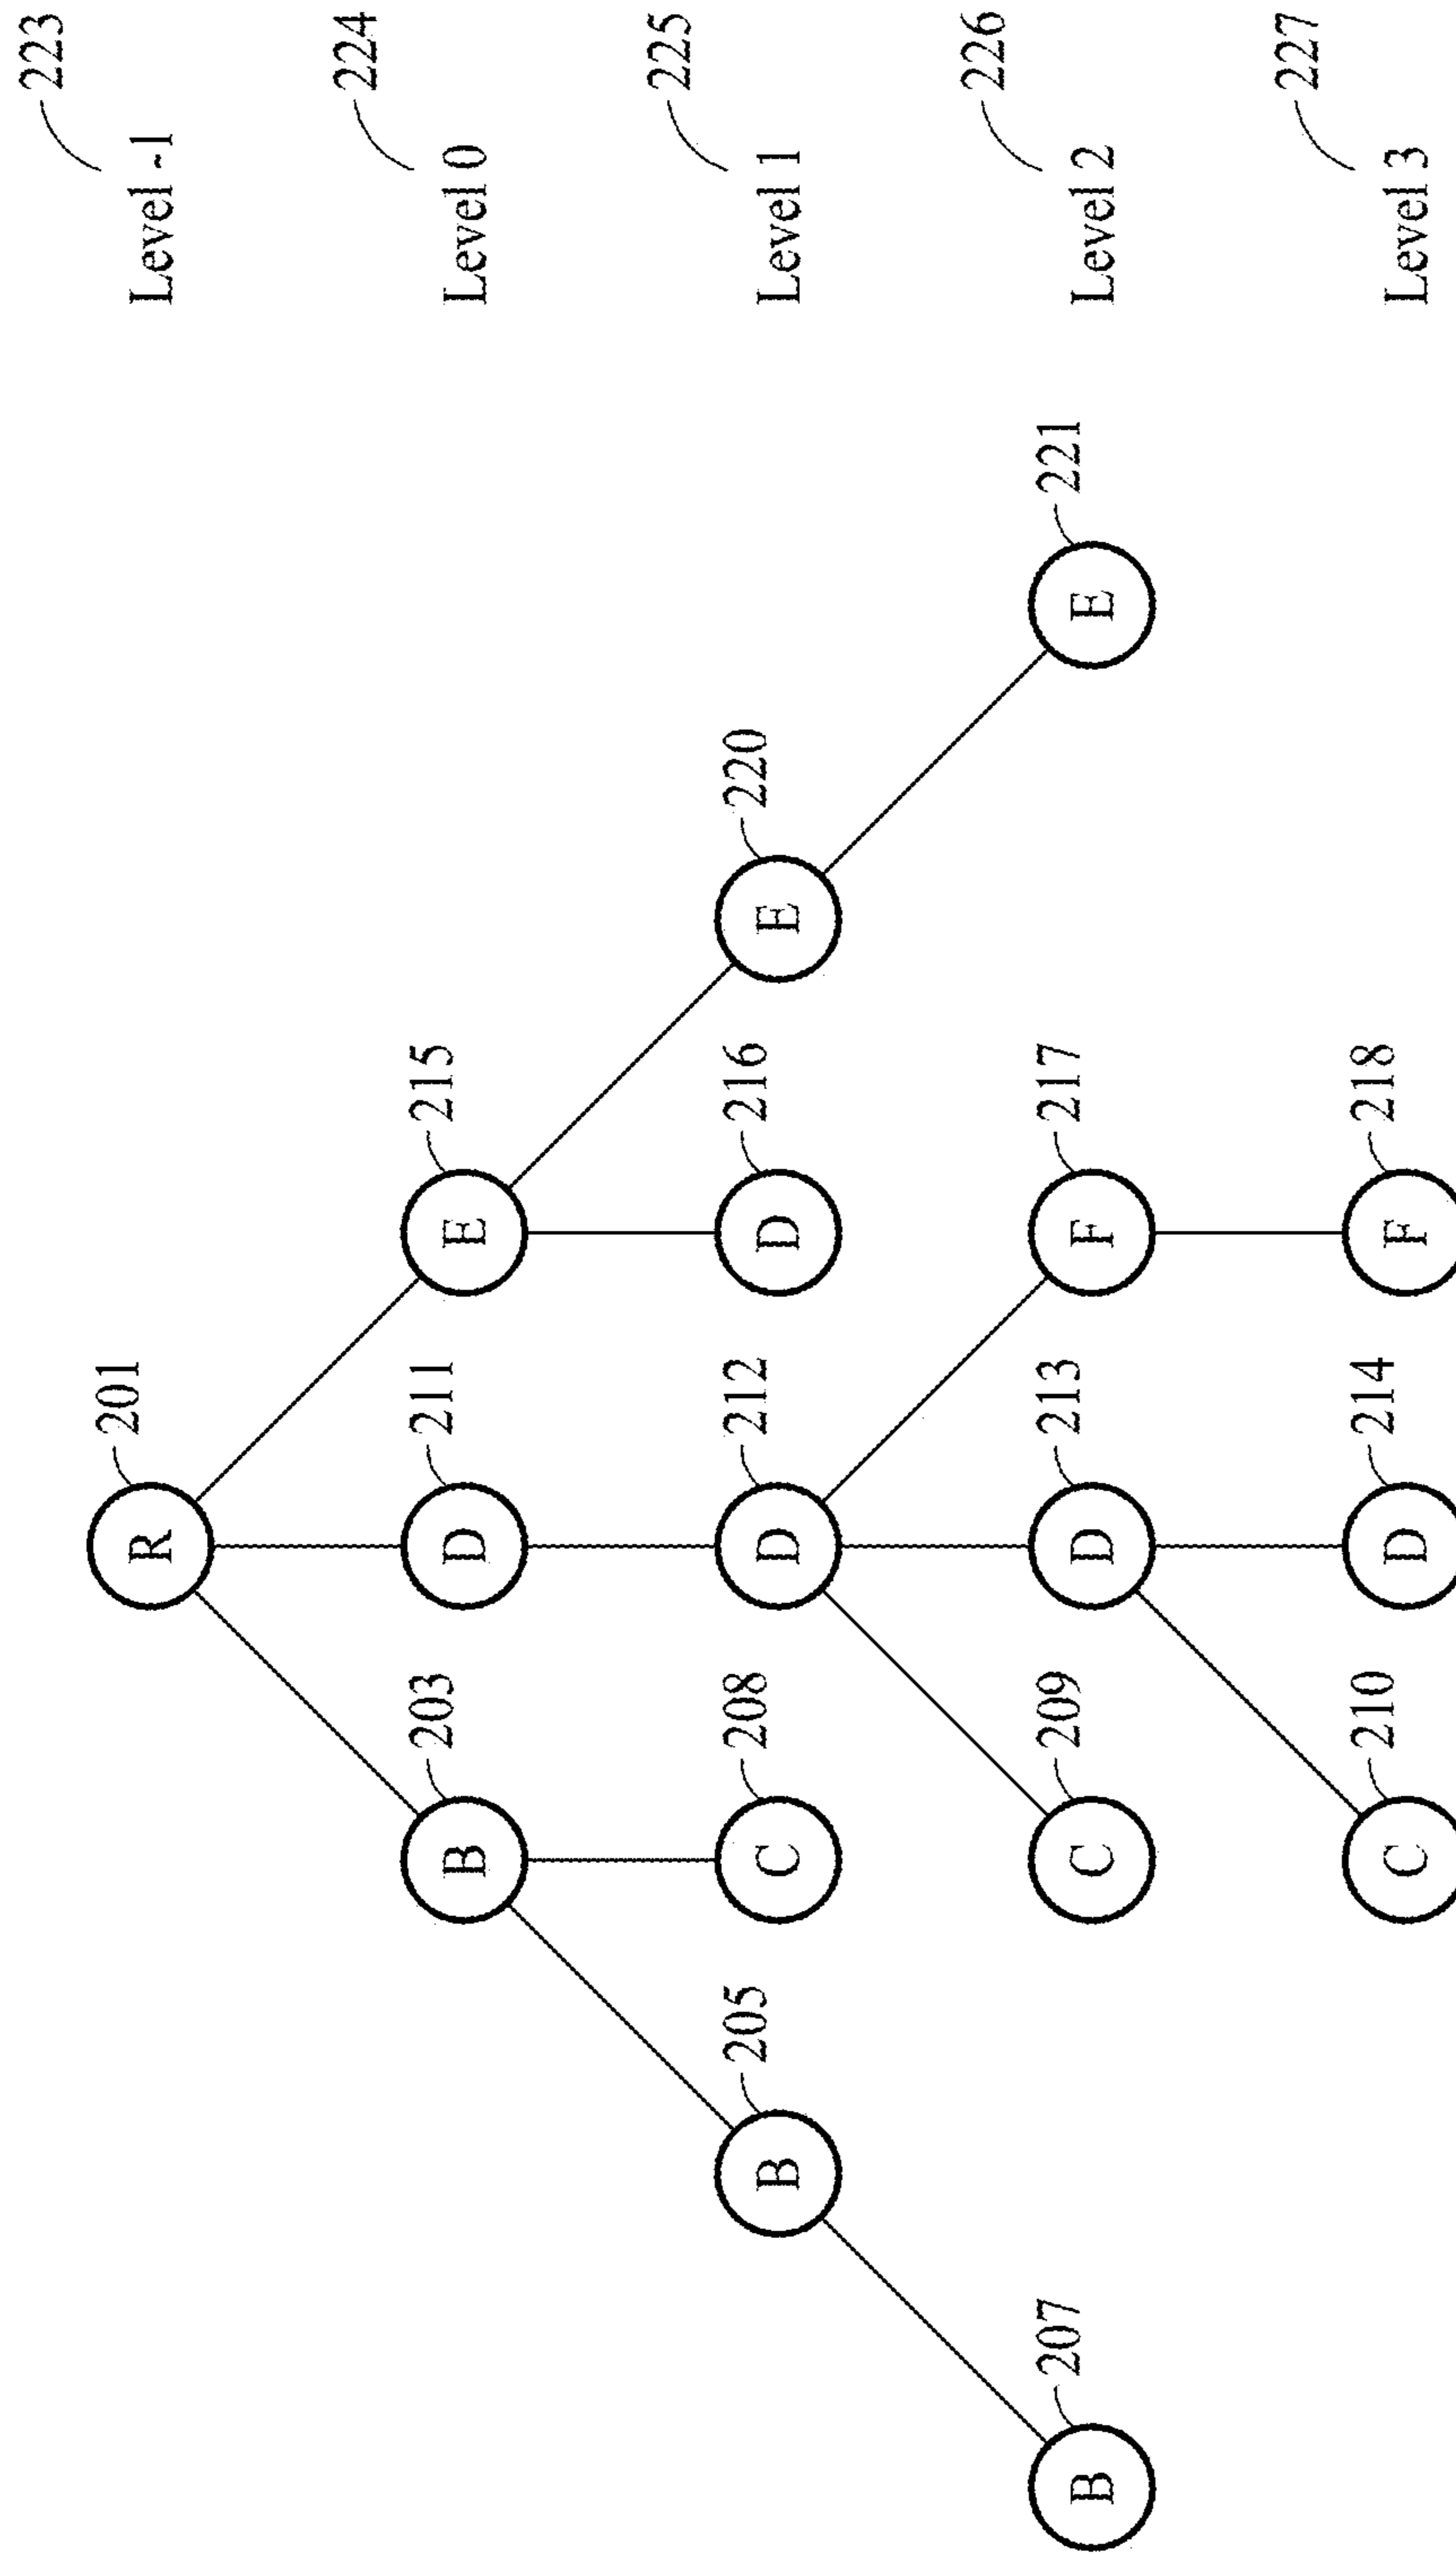 223
201
R
Level -1
224
203
211
215
B
D
E
Level 0
225
205
208
212
216
220
B
C
D
D
E
Level 1
226
207
209
213
217
221
B
C
D
F
E
Level 2
227
210
214
218
C
D
F
Level 3